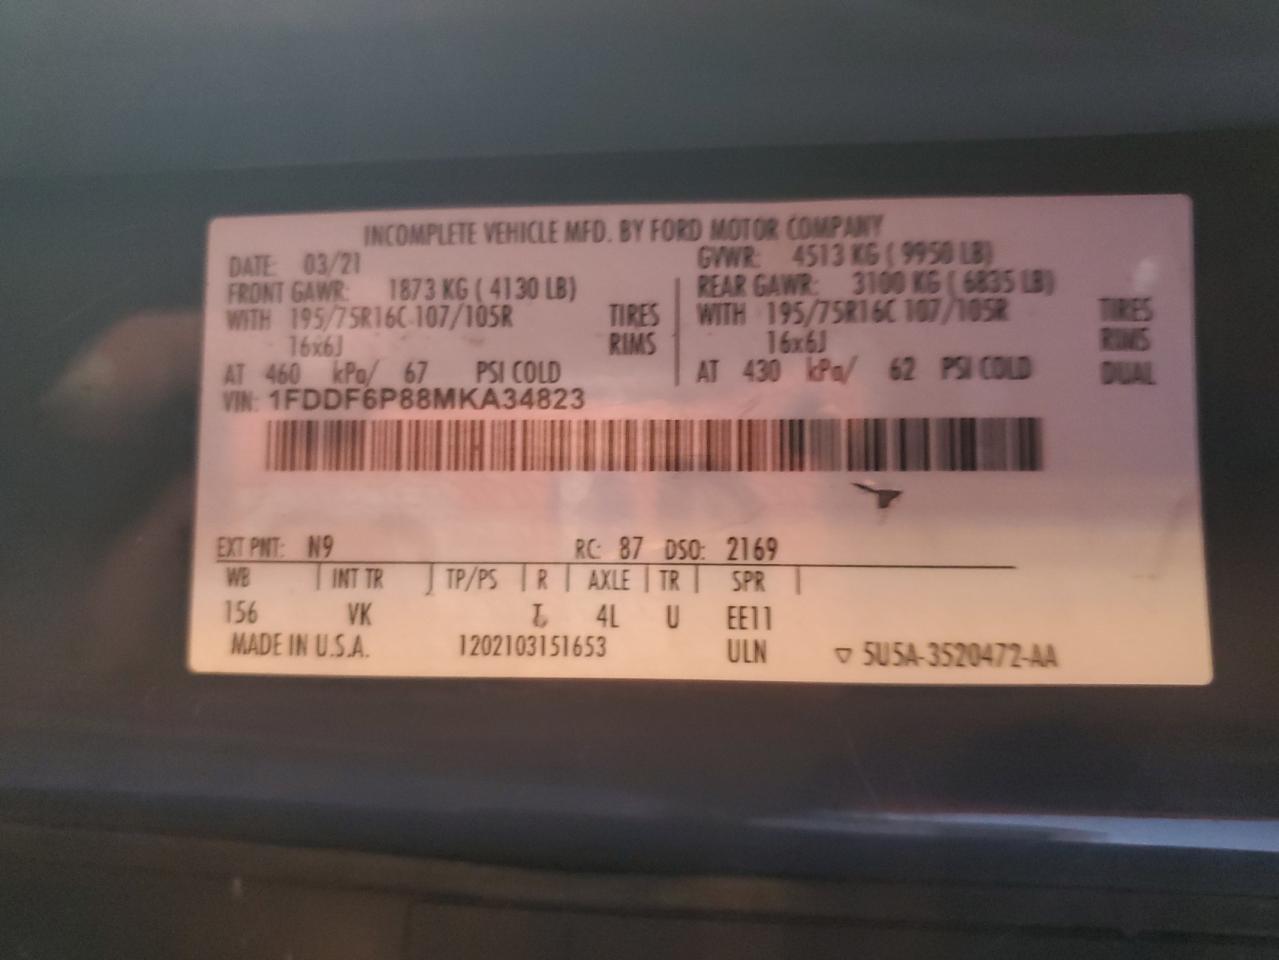 INCOMPLETE VEHICLE MFD. BY FORD MOTOR COMPANY
DATE: 03/21 GVWR: 4513 KG ( 9950 LB)
FRONT GAWR: 1873 KG ( 4130 LB) REAR GAWR: 3100 KG ( 6835 LB)
WITH 195/75R16C 107/105R TIRES WITH 195/75R16C 107/105R TIRES
16x6J RIMS 16x6J RIMS
AT 460 kPa/ 67 PSI COLD AT 430 kPa/ 62 PSI COLD DUAL
VIN: 1FDDF6P88MKA34823
EXT PNT: N9 RC: 87 DSO: 2169
WB INT TR TP/PS R AXLE TR SPR
156 VK 4L U EE11
MADE IN U.S.A. 1202103151653 ULN ▽ 5U5A-3520472-AA